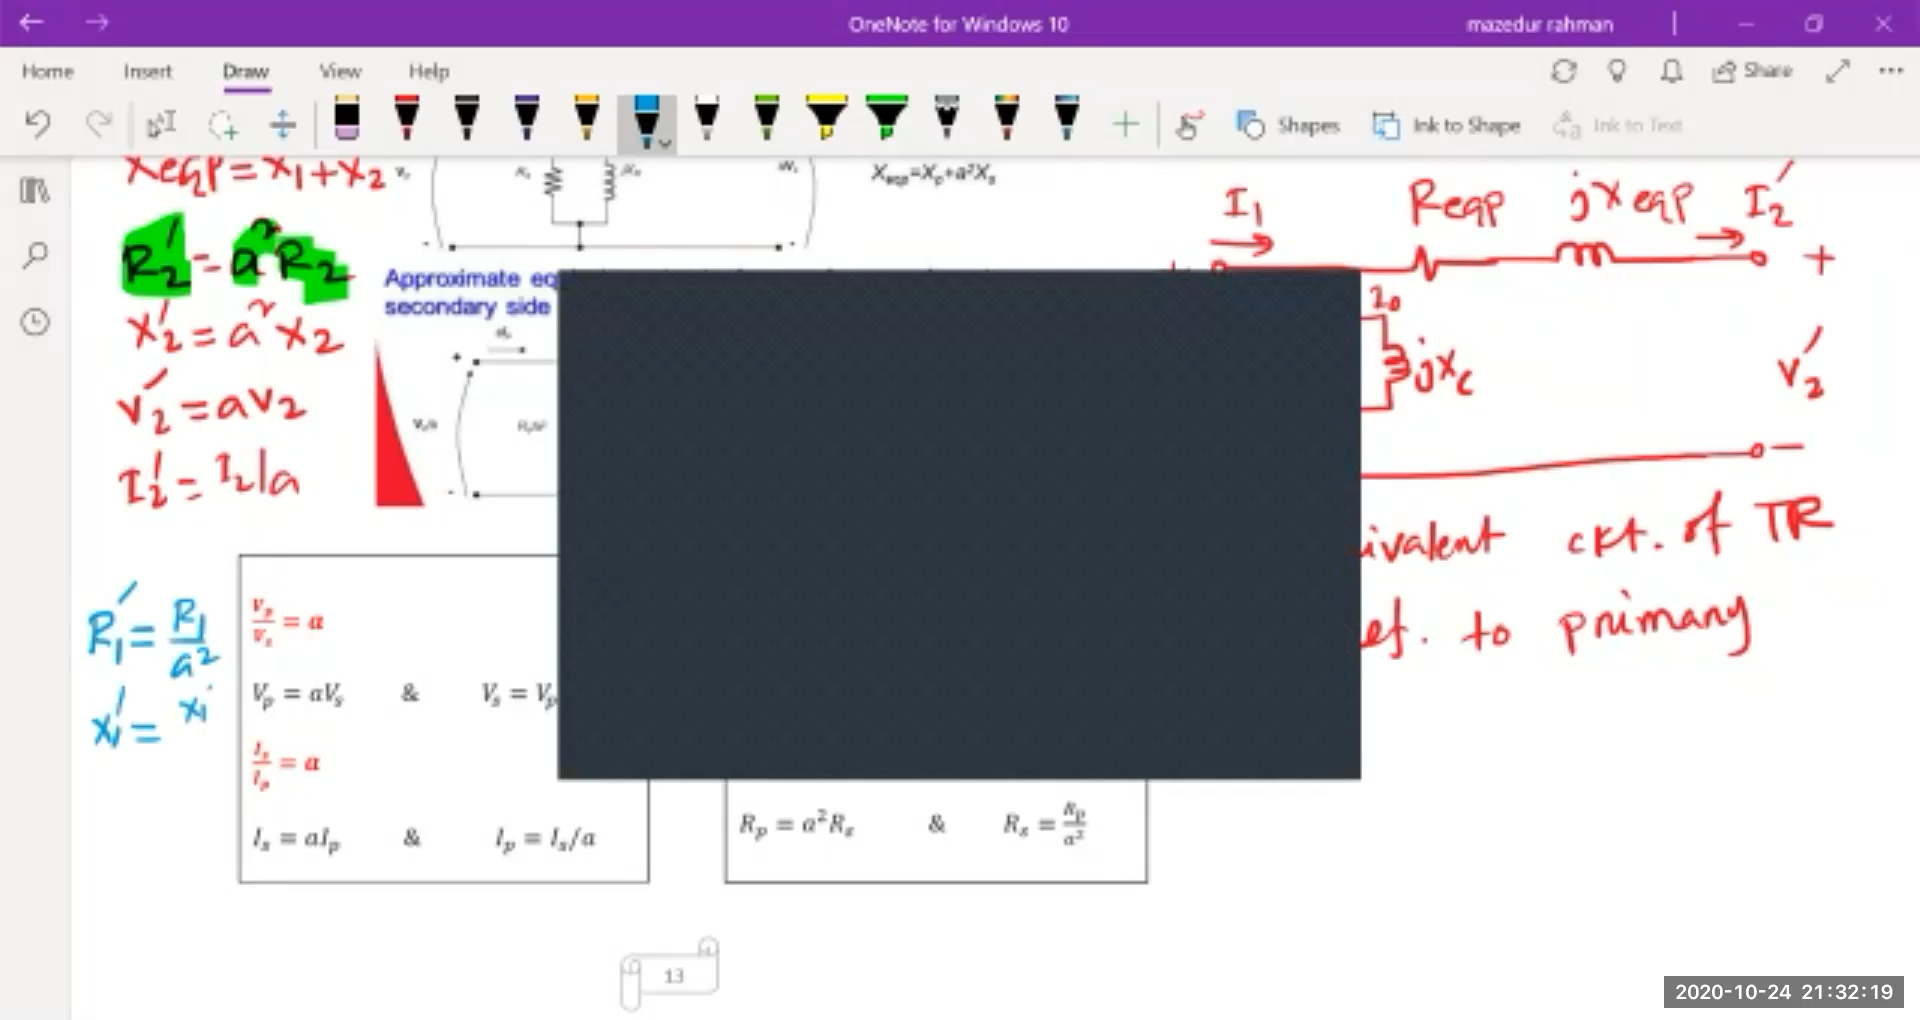 OneNote for Windows 10
mazedur rahman
Home Insert Draw View Help
Share
Shapes Ink to Shape Ink to Text
Xeqp = x1 + x2'
Xeqp=Xp+a²Xs
R2' = a²R2
x2' = a²x2
v2' = av2
I2' = I2/a
Approximate eq
secondary side
I1 Reqp jxeqp I2'
+
I0
jxc
v2'
−
ivalent ckt. of TR
ef. to primary
R1' = R1/a²
x1' = x1
Vp/Vs = a
Vp = aVs & Vs = Vp
Is/Ip = a
Is = aIp & Ip = Is/a
Rp = a²Rs & Rs = Rp/a²
13
2020-10-24 21:32:19